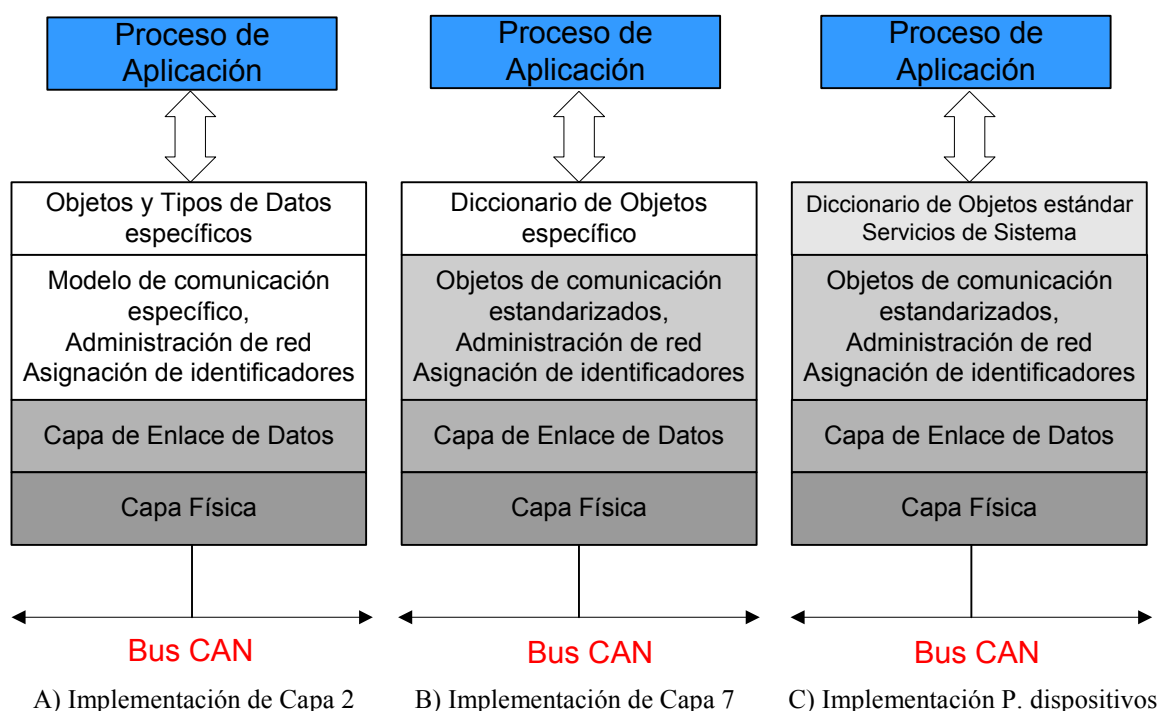 Proceso de
Aplicación
Objetos y Tipos de Datos
específicos
Modelo de comunicación
específico,
Administración de red
Asignación de identificadores
Capa de Enlace de Datos
Capa Física
Bus CAN
A) Implementación de Capa 2
Proceso de
Aplicación
Diccionario de Objetos
específico
Objetos de comunicación
estandarizados,
Administración de red
Asignación de identificadores
Capa de Enlace de Datos
Capa Física
Bus CAN
B) Implementación de Capa 7
Proceso de
Aplicación
Diccionario de Objetos estándar
Servicios de Sistema
Objetos de comunicación
estandarizados,
Administración de red
Asignación de identificadores
Capa de Enlace de Datos
Capa Física
Bus CAN
C) Implementación P. dispositivos